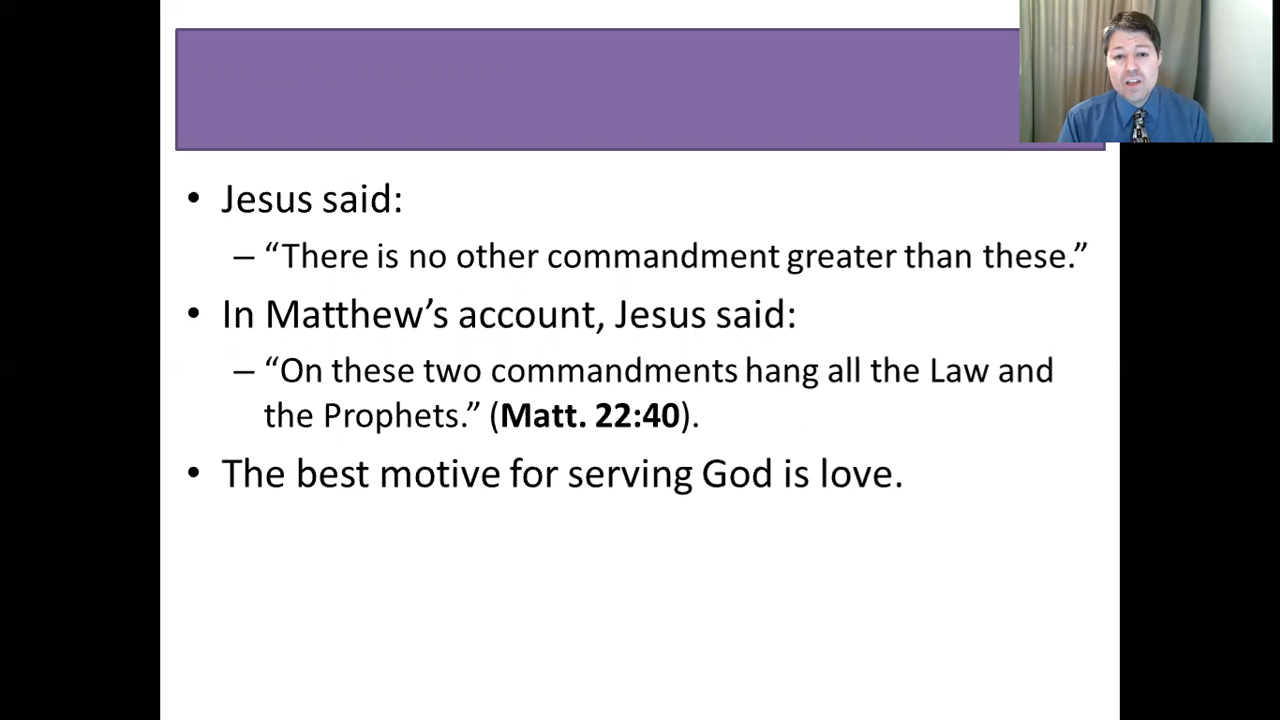 • Jesus said:
– “There is no other commandment greater than these.”
• In Matthew’s account, Jesus said:
– “On these two commandments hang all the Law and
the Prophets.” (Matt. 22:40).
• The best motive for serving God is love.